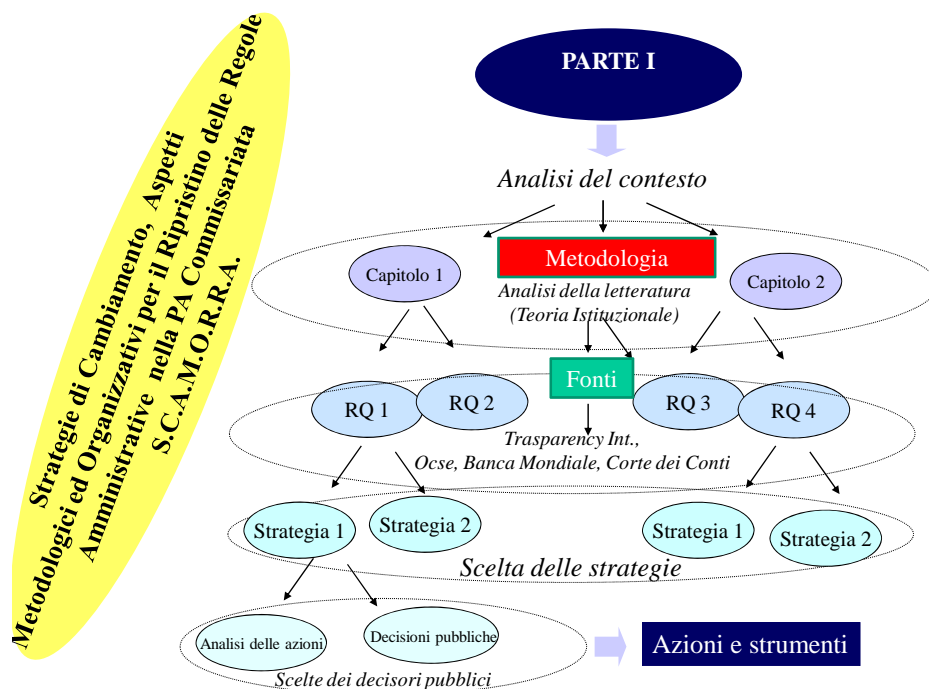 Strategie di Cambiamento, Aspetti
Metodologici ed Organizzativi per il Ripristino delle Regole
Amministrative nella PA Commissariata
S.C.A.M.O.R.R.A.
PARTE I
Analisi del contesto
Metodologia
Capitolo 1
Capitolo 2
Analisi della letteratura
(Teoria Istituzionale)
Fonti
RQ 1
RQ 2
RQ 3
RQ 4
Trasparency Int.,
Ocse, Banca Mondiale, Corte dei Conti
Strategia 1
Strategia 2
Strategia 1
Strategia 2
Scelta delle strategie
Analisi delle azioni
Decisioni pubbliche
Azioni e strumenti
Scelte dei decisori pubblici